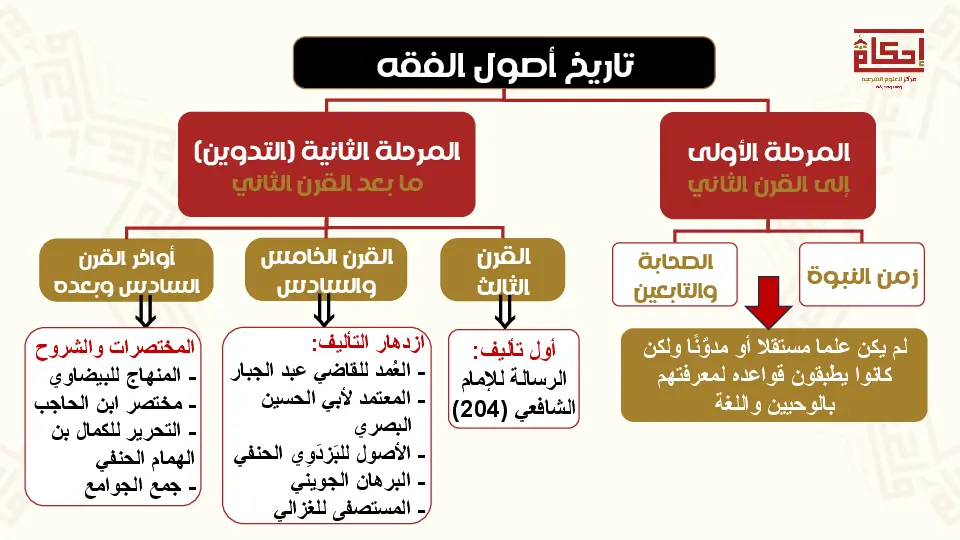 إحكام
مركز للعلوم الشرعية
تاريخ أصول الفقه
المرحلة الأولى
إلى القرن الثاني
زمن النبوة
الصحابة
والتابعين
لم يكن علما مستقلا أو مدوَّنًا ولكن
كانوا يطبقون قواعده لمعرفتهم
بالوحيين واللغة
المرحلة الثانية (التدوين)
ما بعد القرن الثاني
القرن
الثالث
أول تأليف:
الرسالة للإمام
الشافعي (204)
القرن الخامس
والسادس
ازدهار التأليف:
- العُمد للقاضي عبد الجبار
- المعتمد لأبي الحسين
البصري
- الأصول للبَزدَوِي الحنفي
- البرهان الجويني
- المستصفى للغزالي
أواخر القرن
السادس وبعده
المختصرات والشروح
- المنهاج للبيضاوي
- مختصر ابن الحاجب
- التحرير للكمال بن
الهمام الحنفي
- جمع الجوامع